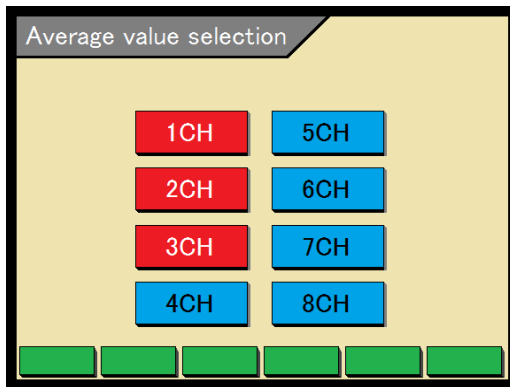 Average value selection
1CH 5CH
2CH 6CH
3CH 7CH
4CH 8CH